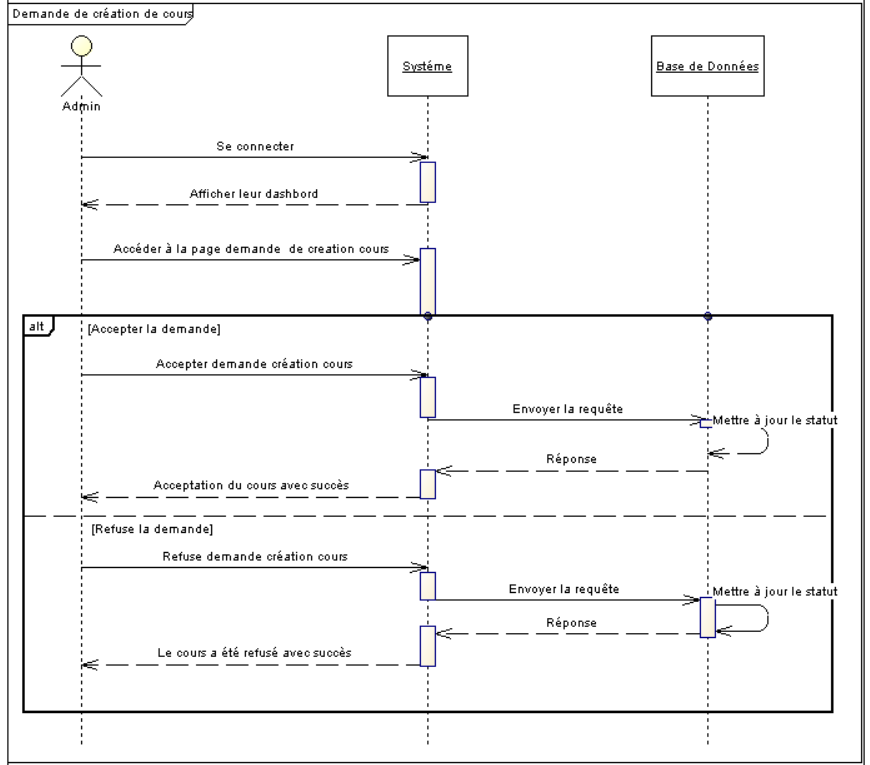 Demande de création de cours
Admin
Systéme
Base de Données
Se connecter
Afficher leur dashbord
Accéder à la page demande de creation cours
alt
[Accepter la demande]
Accepter demande création cours
Envoyer la requête
Mettre à jour le statut
Réponse
Acceptation du cours avec succès
[Refuse la demande]
Refuse demande création cours
Envoyer la requête
Mettre à jour le statut
Réponse
Le cours a été refusé avec succès